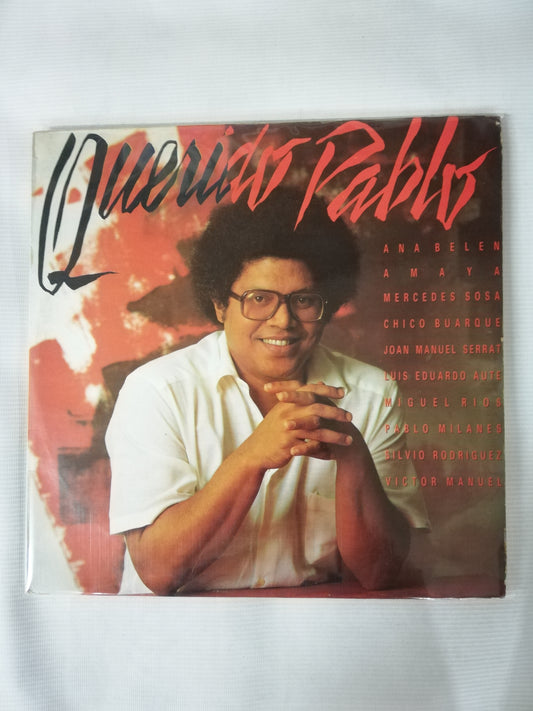 Querido Pablo
ANA BELEN
AMAYA
MERCEDES SOSA
CHICO BUARQUE
JOAN MANUEL SERRAT
LUIS EDUARDO AUTE
MIGUEL RIOS
PABLO MILANES
SILVIO RODRIGUEZ
VICTOR MANUEL